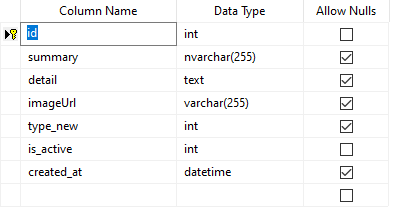 Column Name Data Type Allow Nulls
id int
summary nvarchar(255)
detail text
imageUrl varchar(255)
type_new int
is_active int
created_at datetime